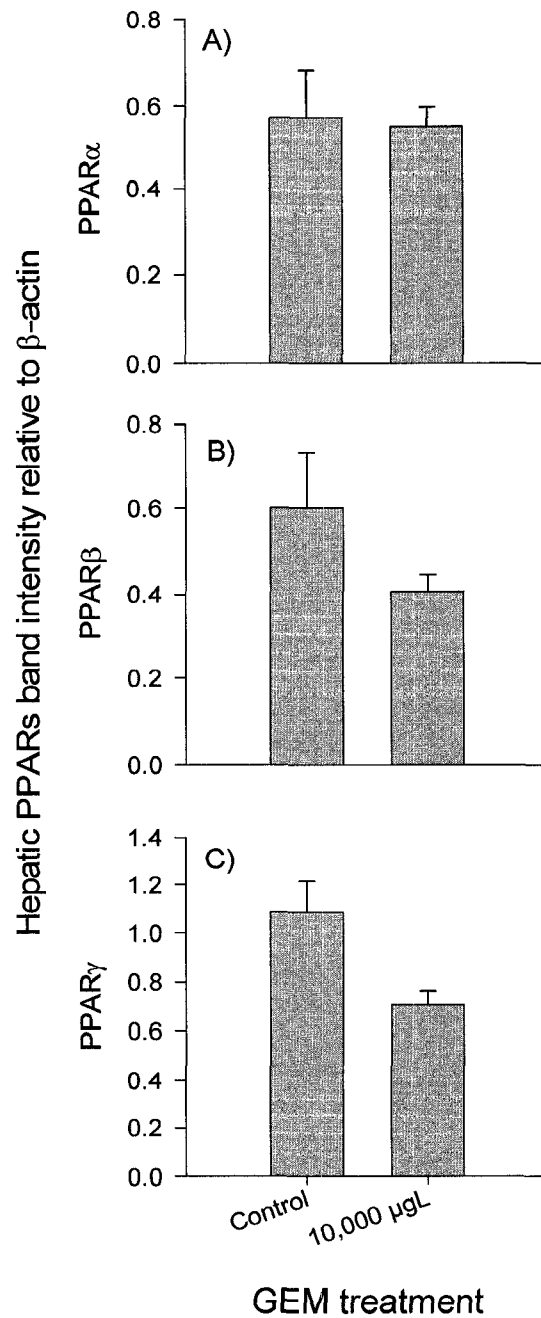 Hepatic PPARs band intensity relative to β-actin
A)
PPARα
0.8
0.6
0.4
0.2
0.0
B)
PPARβ
0.8
0.6
0.4
0.2
0.0
C)
PPARγ
1.4
1.2
1.0
0.8
0.6
0.4
0.2
0.0
Control
10,000 µgL
GEM treatment